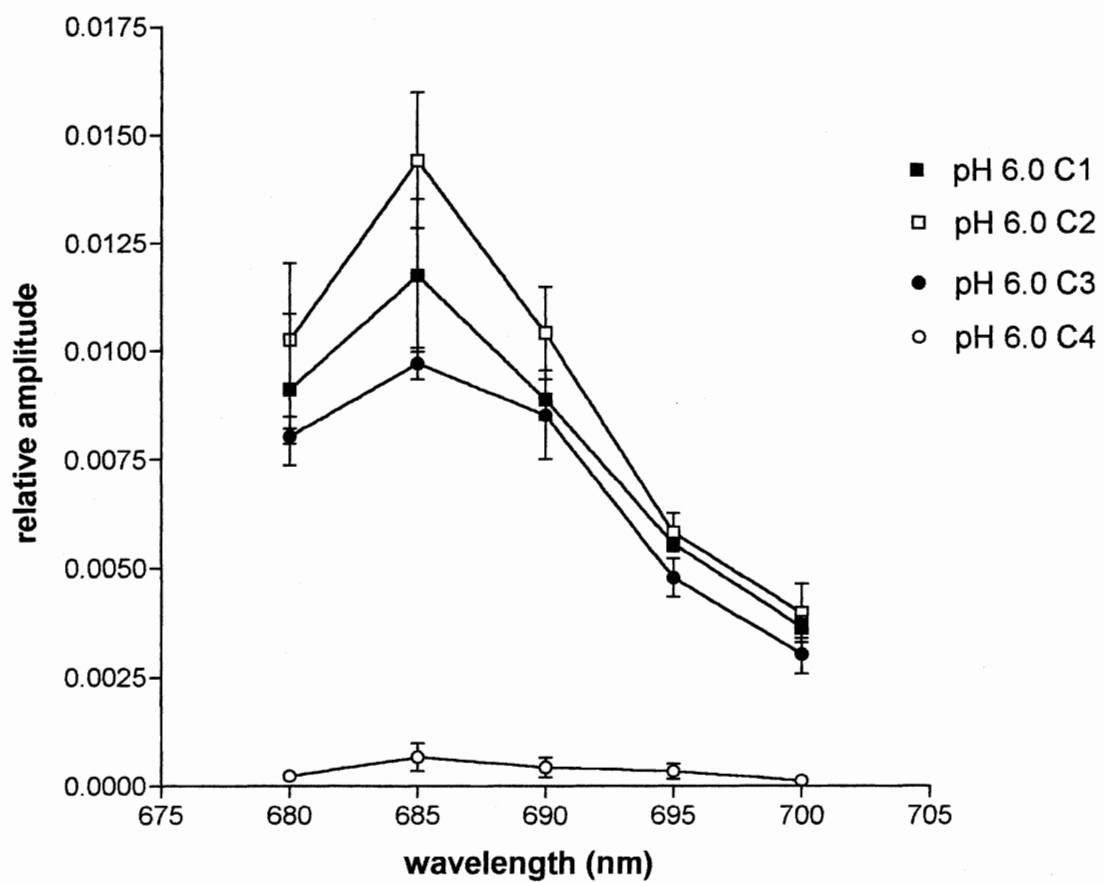 0.0175
0.0150
0.0125
0.0100
0.0075
0.0050
0.0025
0.0000
relative amplitude
675 680 685 690 695 700 705
wavelength (nm)
pH 6.0 C1
pH 6.0 C2
pH 6.0 C3
pH 6.0 C4